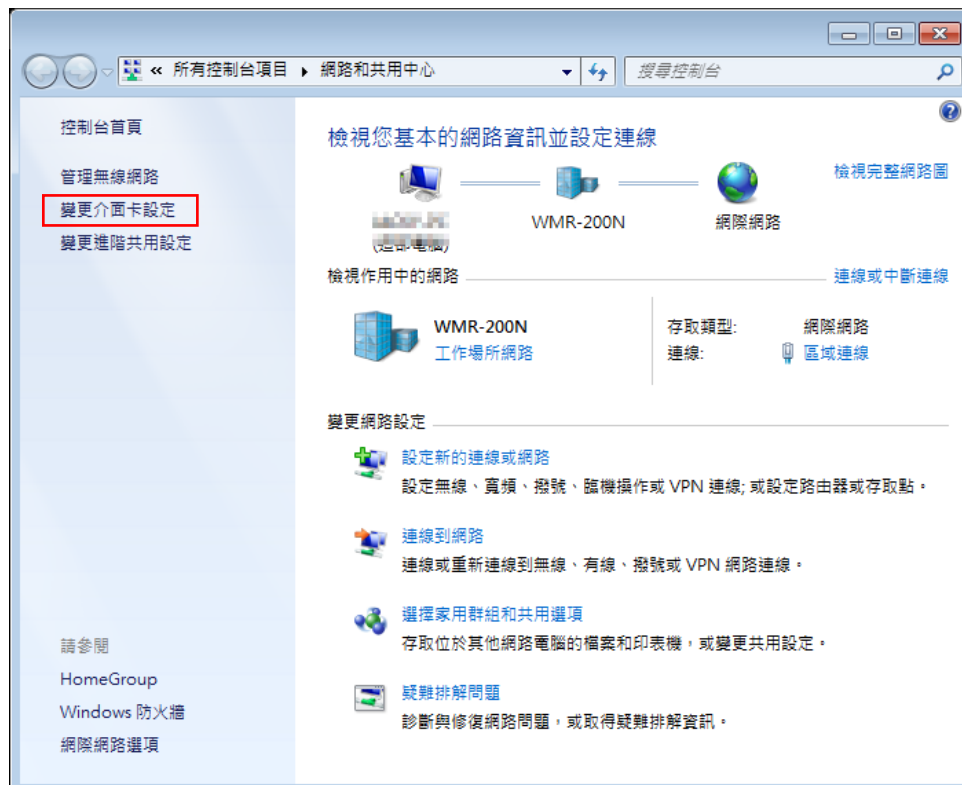 « 所有控制台項目 ▸ 網路和共用中心
搜尋控制台
控制台首頁
管理無線網路
變更介面卡設定
變更進階共用設定
請參閱
HomeGroup
Windows 防火牆
網際網路選項
檢視您基本的網路資訊並設定連線
檢視完整網路圖
WMR-200N
網際網路
(這部電腦)
檢視作用中的網路
連線或中斷連線
WMR-200N
工作場所網路
存取類型: 網際網路
連線: 區域連線
變更網路設定
設定新的連線或網路
設定無線、寬頻、撥號、臨機操作或 VPN 連線; 或設定路由器或存取點。
連線到網路
連線或重新連線到無線、有線、撥號或 VPN 網路連線。
選擇家用群組和共用選項
存取位於其他網路電腦的檔案和印表機，或變更共用設定。
疑難排解問題
診斷與修復網路問題，或取得疑難排解資訊。